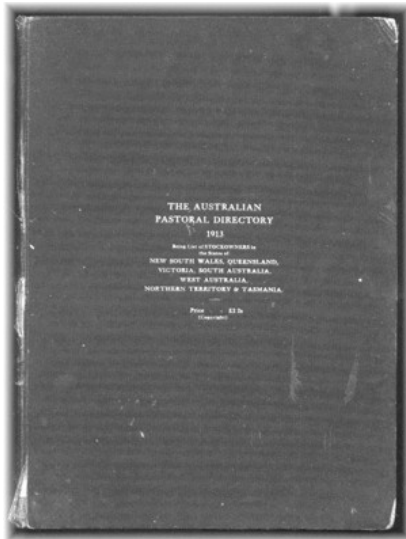 THE AUSTRALIAN
PASTORAL DIRECTORY
1913
Being List of STOCKOWNERS in
the States of
NEW SOUTH WALES, QUEENSLAND,
VICTORIA, SOUTH AUSTRALIA,
WEST AUSTRALIA,
NORTHERN TERRITORY & TASMANIA.
Price
(Copyright)